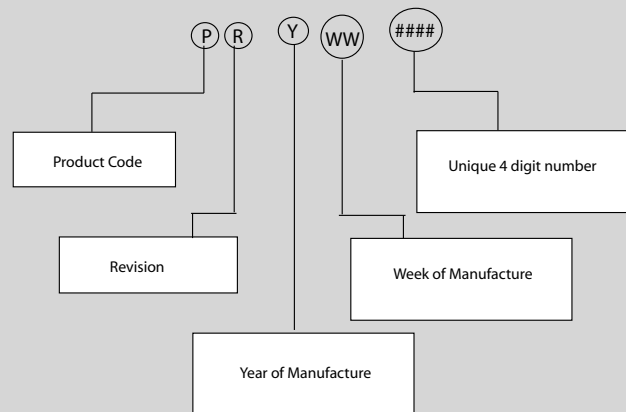 P R Y WW ####
Product Code
Unique 4 digit number
Revision
Week of Manufacture
Year of Manufacture